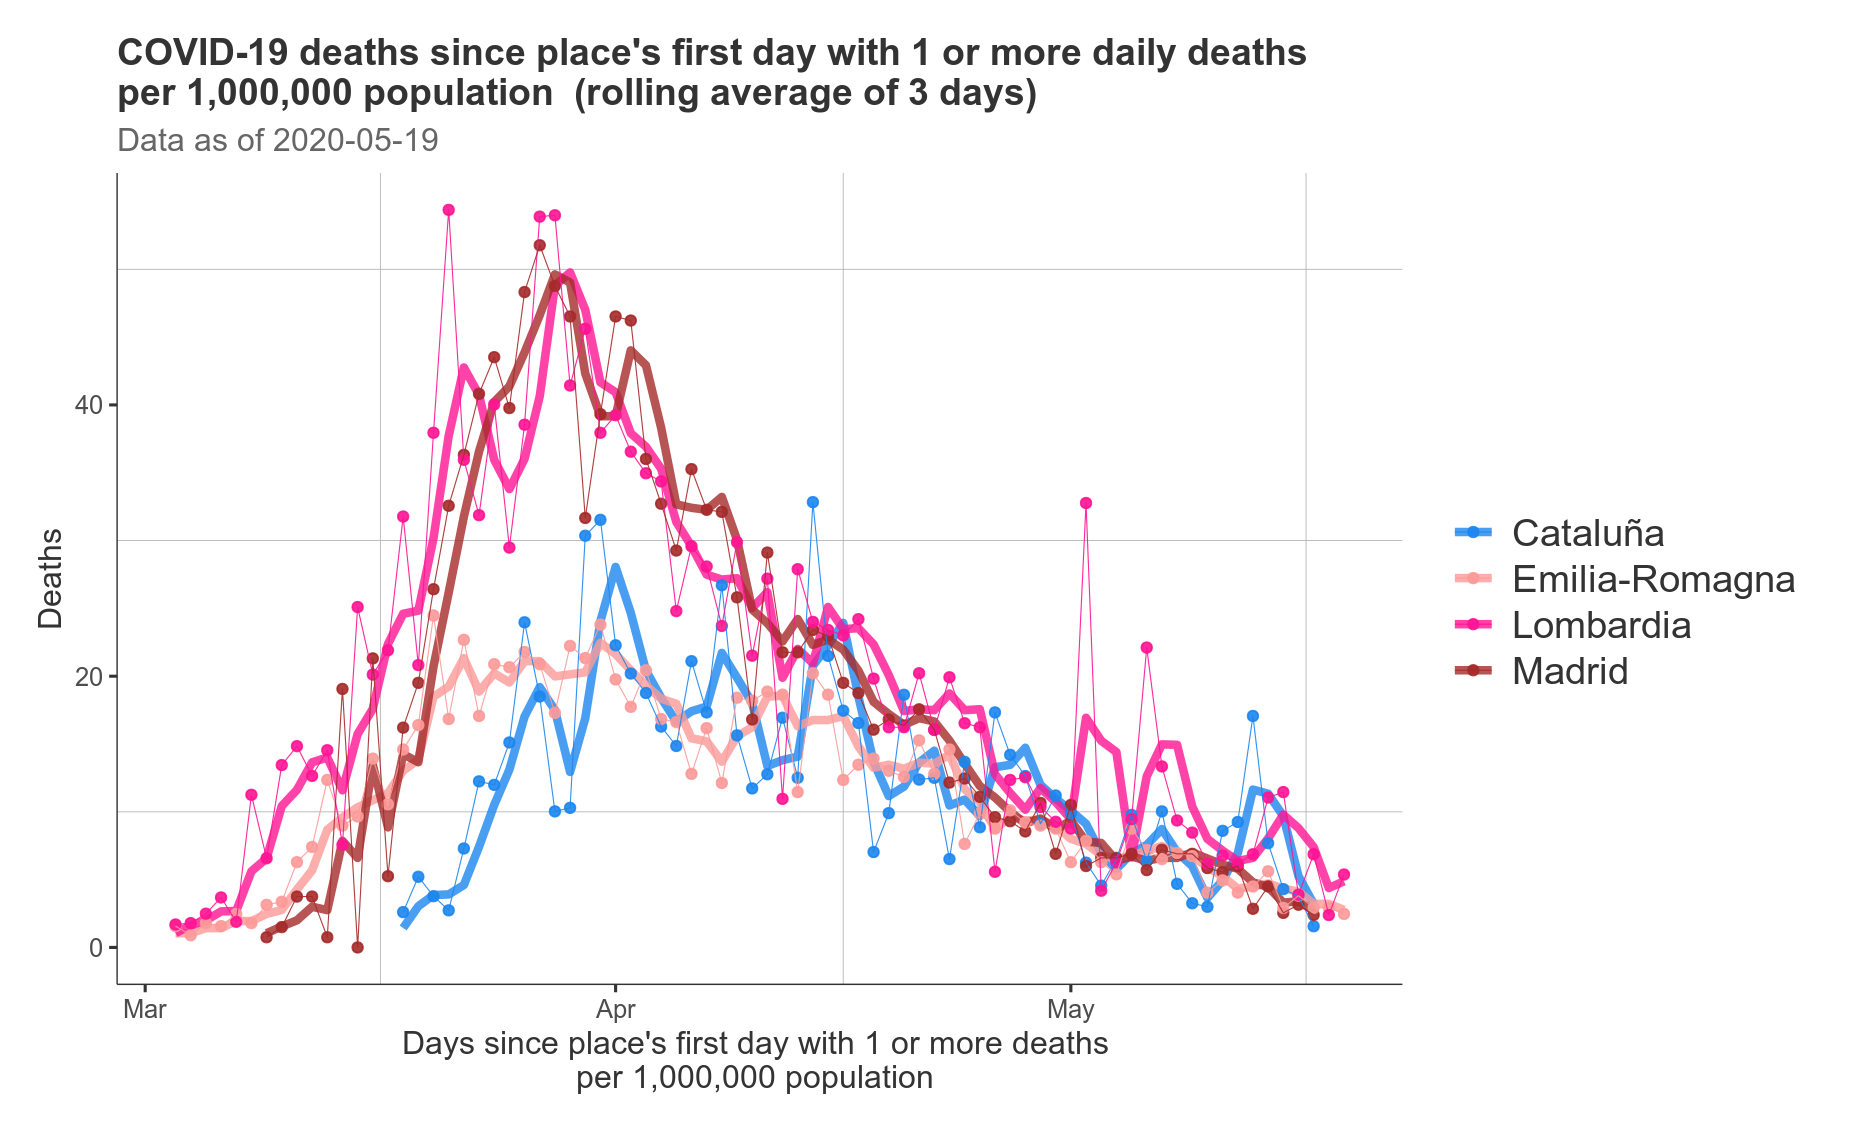 COVID-19 deaths since place's first day with 1 or more daily deaths
per 1,000,000 population  (rolling average of 3 days)
Data as of 2020-05-19
Deaths
40
20
0
Mar
Apr
May
Days since place's first day with 1 or more deaths
per 1,000,000 population
Cataluña
Emilia-Romagna
Lombardia
Madrid